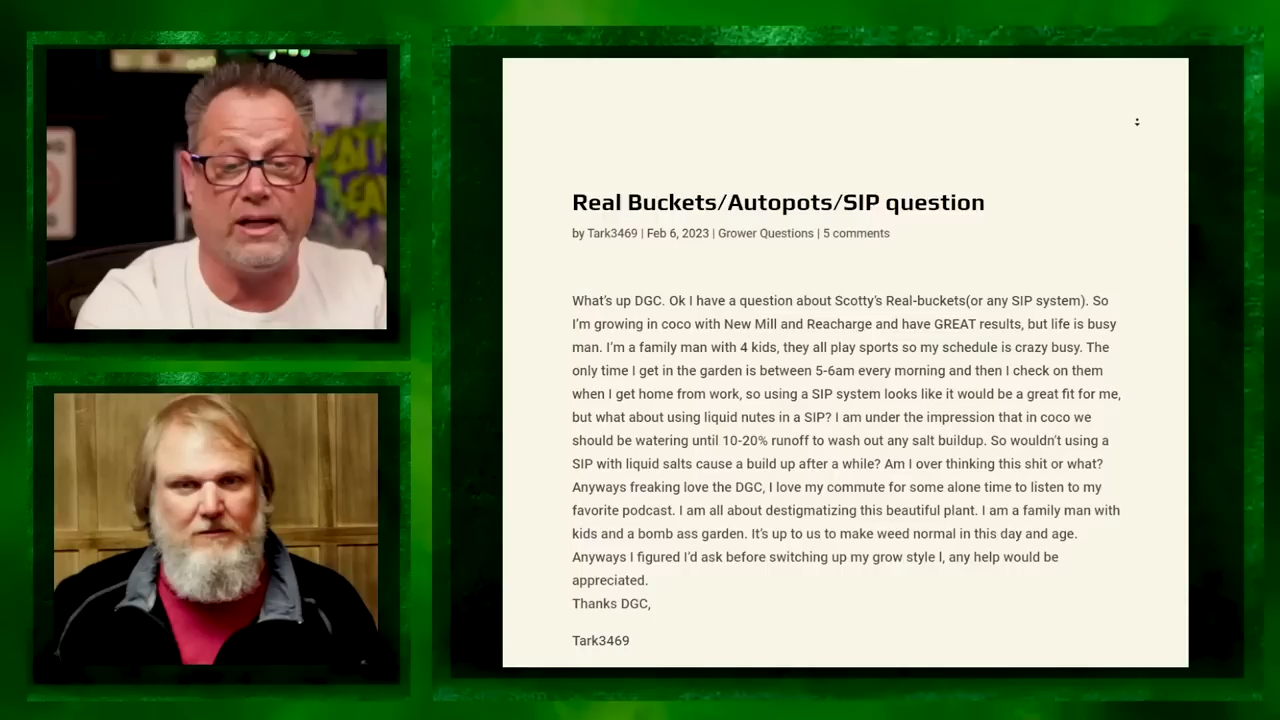 Real Buckets/Autopots/SIP question
by Tark3469 | Feb 6, 2023 | Grower Questions | 5 comments
What's up DGC. Ok I have a question about Scotty's Real-buckets(or any SIP system). So
I'm growing in coco with New Mill and Reacharge and have GREAT results, but life is busy
man. I'm a family man with 4 kids, they all play sports so my schedule is crazy busy. The
only time I get in the garden is between 5-6am every morning and then I check on them
when I get home from work, so using a SIP system looks like it would be a great fit for me,
but what about using liquid nutes in a SIP? I am under the impression that in coco we
should be watering until 10-20% runoff to wash out any salt buildup. So wouldn't using a
SIP with liquid salts cause a build up after a while? Am I over thinking this shit or what?
Anyways freaking love the DGC, I love my commute for some alone time to listen to my
favorite podcast. I am all about destigmatizing this beautiful plant. I am a family man with
kids and a bomb ass garden. It's up to us to make weed normal in this day and age.
Anyways I figured I'd ask before switching up my grow style l, any help would be
appreciated.
Thanks DGC,
Tark3469